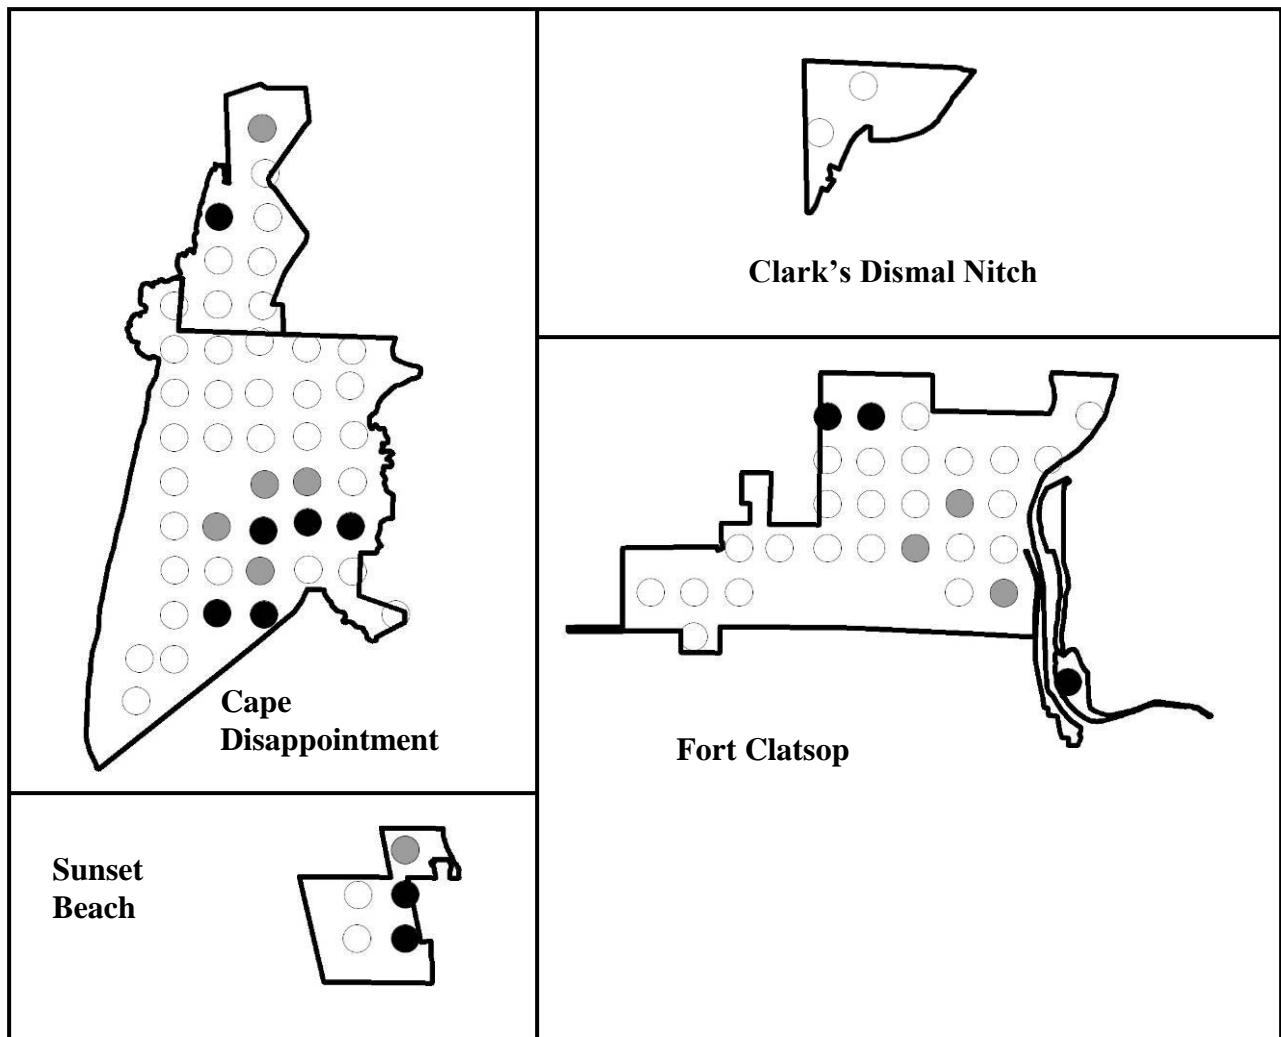 Clark’s Dismal Nitch
Cape
Disappointment
Fort Clatsop
Sunset
Beach